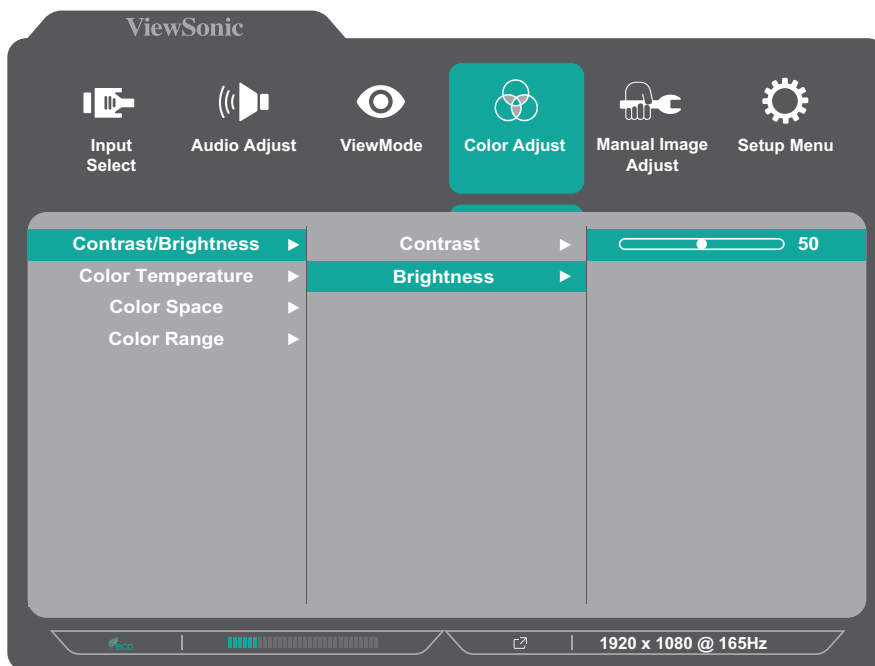 ViewSonic
Input
Select
Audio Adjust
ViewMode
Color Adjust
Manual Image
Adjust
Setup Menu
Contrast/Brightness
Contrast
50
Color Temperature
Brightness
Color Space
Color Range
eco
1920 x 1080 @ 165Hz